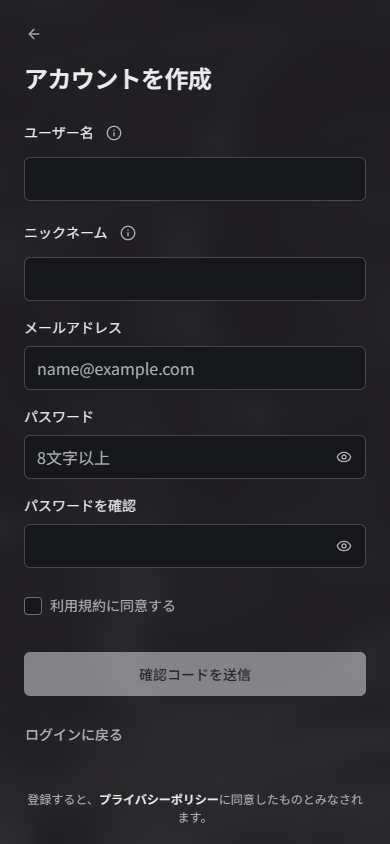 アカウントを作成
ユーザー名
ニックネーム
メールアドレス
name@example.com
パスワード
8文字以上
パスワードを確認
利用規約に同意する
確認コードを送信
ログインに戻る
登録すると、プライバシーポリシーに同意したものとみなされ
ます。